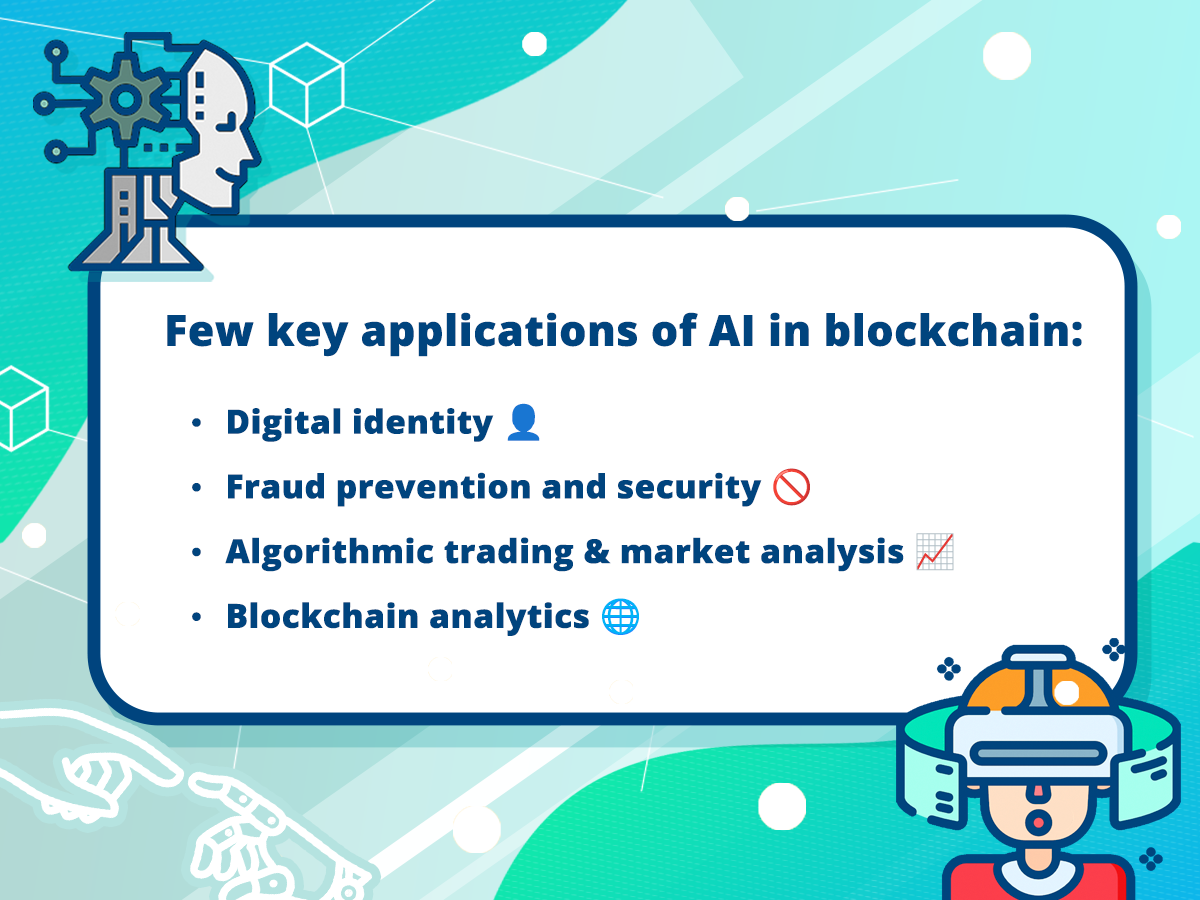 Few key applications of AI in blockchain:
• Digital identity 👤
• Fraud prevention and security 🚫
• Algorithmic trading & market analysis 📈
• Blockchain analytics 🌐